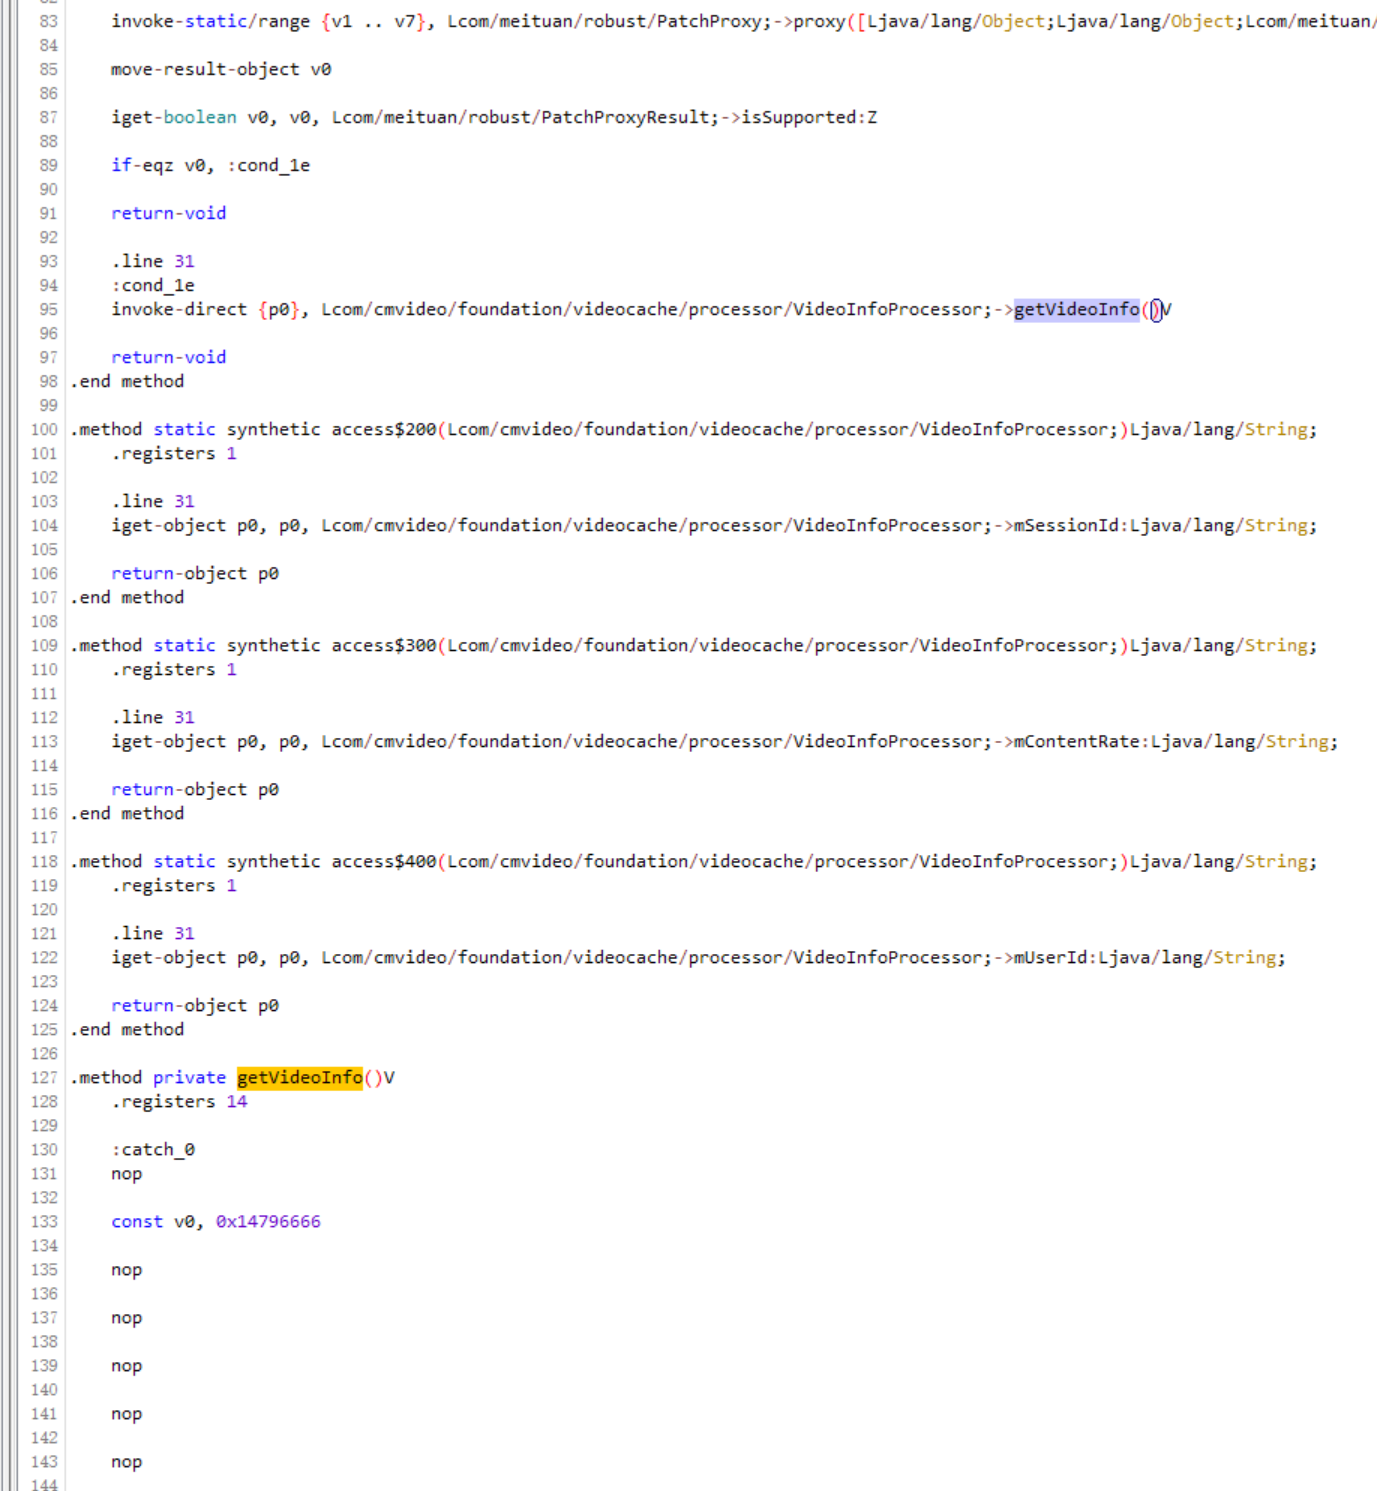 83 invoke-static/range {v1 .. v7}, Lcom/meituan/robust/PatchProxy;->proxy([Ljava/lang/Object;Ljava/lang/Object;Lcom/meituan/
84
85 move-result-object v0
86
87 iget-boolean v0, v0, Lcom/meituan/robust/PatchProxyResult;->isSupported:Z
88
89 if-eqz v0, :cond_1e
90
91 return-void
92
93 .line 31
94 :cond_1e
95 invoke-direct {p0}, Lcom/cmvideo/foundation/videocache/processor/VideoInfoProcessor;->getVideoInfo()V
96
97 return-void
98 .end method
99
100 .method static synthetic access$200(Lcom/cmvideo/foundation/videocache/processor/VideoInfoProcessor;)Ljava/lang/String;
101 .registers 1
102
103 .line 31
104 iget-object p0, p0, Lcom/cmvideo/foundation/videocache/processor/VideoInfoProcessor;->mSessionId:Ljava/lang/String;
105
106 return-object p0
107 .end method
108
109 .method static synthetic access$300(Lcom/cmvideo/foundation/videocache/processor/VideoInfoProcessor;)Ljava/lang/String;
110 .registers 1
111
112 .line 31
113 iget-object p0, p0, Lcom/cmvideo/foundation/videocache/processor/VideoInfoProcessor;->mContentRate:Ljava/lang/String;
114
115 return-object p0
116 .end method
117
118 .method static synthetic access$400(Lcom/cmvideo/foundation/videocache/processor/VideoInfoProcessor;)Ljava/lang/String;
119 .registers 1
120
121 .line 31
122 iget-object p0, p0, Lcom/cmvideo/foundation/videocache/processor/VideoInfoProcessor;->mUserId:Ljava/lang/String;
123
124 return-object p0
125 .end method
126
127 .method private getVideoInfo()V
128 .registers 14
129
130 :catch_0
131 nop
132
133 const v0, 0x14796666
134
135 nop
136
137 nop
138
139 nop
140
141 nop
142
143 nop
144